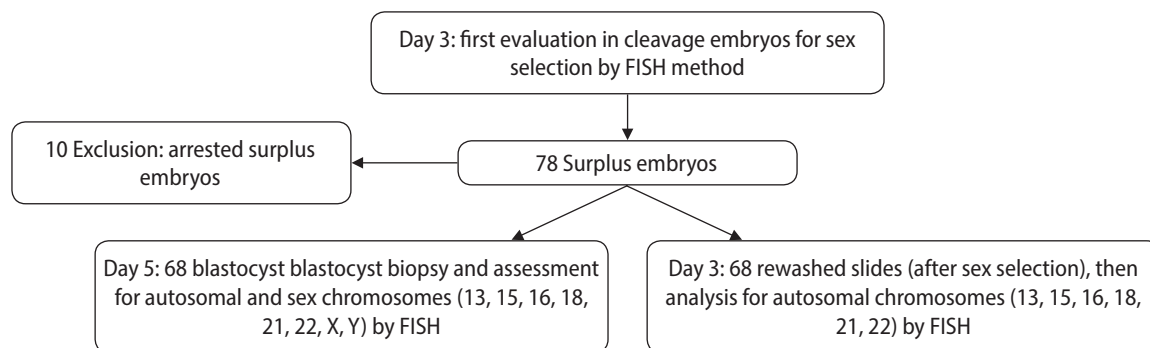 Day 3: first evaluation in cleavage embryos for sex
selection by FISH method
10 Exclusion: arrested surplus
embryos
78 Surplus embryos
Day 5: 68 blastocyst blastocyst biopsy and assessment
for autosomal and sex chromosomes (13, 15, 16, 18,
21, 22, X, Y) by FISH
Day 3: 68 rewashed slides (after sex selection), then
analysis for autosomal chromosomes (13, 15, 16, 18,
21, 22) by FISH